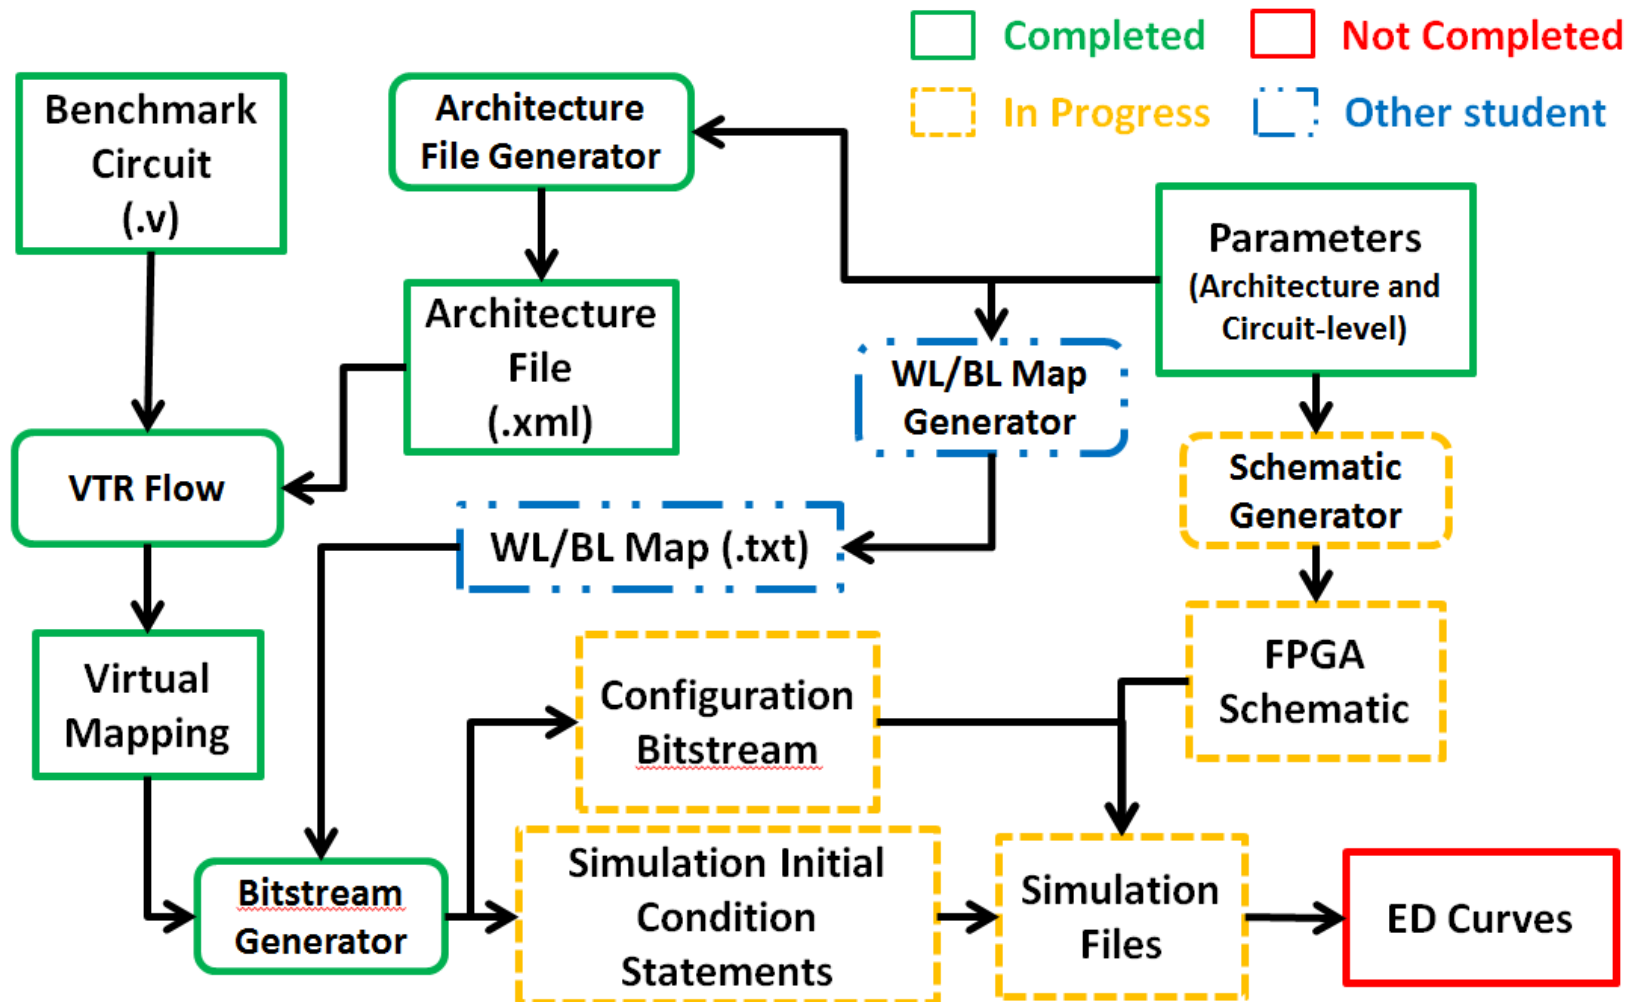 Completed
Not Completed
In Progress
Other student
Benchmark
Circuit
(.v)
Architecture
File Generator
Parameters
(Architecture and
Circuit-level)
Architecture
File
(.xml)
WL/BL Map
Generator
VTR Flow
Schematic
Generator
WL/BL Map (.txt)
Virtual
Mapping
Configuration
Bitstream
FPGA
Schematic
Bitstream
Generator
Simulation Initial
Condition
Statements
Simulation
Files
ED Curves